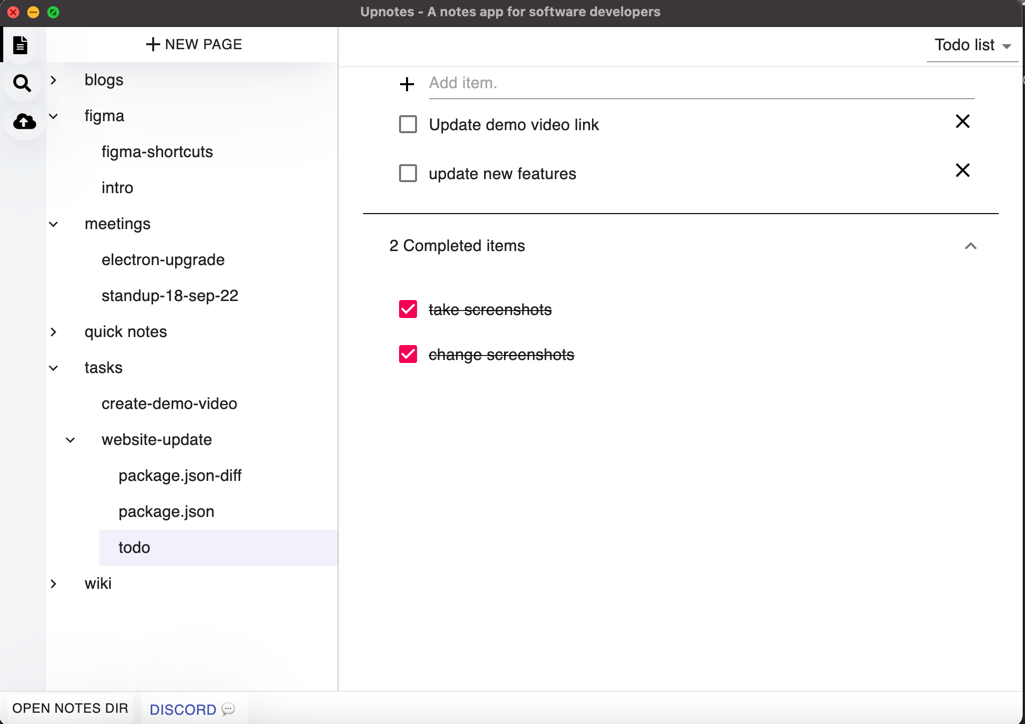 Upnotes - A notes app for software developers
NEW PAGE
blogs
figma
figma-shortcuts
intro
meetings
electron-upgrade
standup-18-sep-22
quick notes
tasks
create-demo-video
website-update
package.json-diff
package.json
todo
wiki
Todo list
Add item.
Update demo video link
update new features
2 Completed items
take screenshots
change screenshots
OPEN NOTES DIR
DISCORD